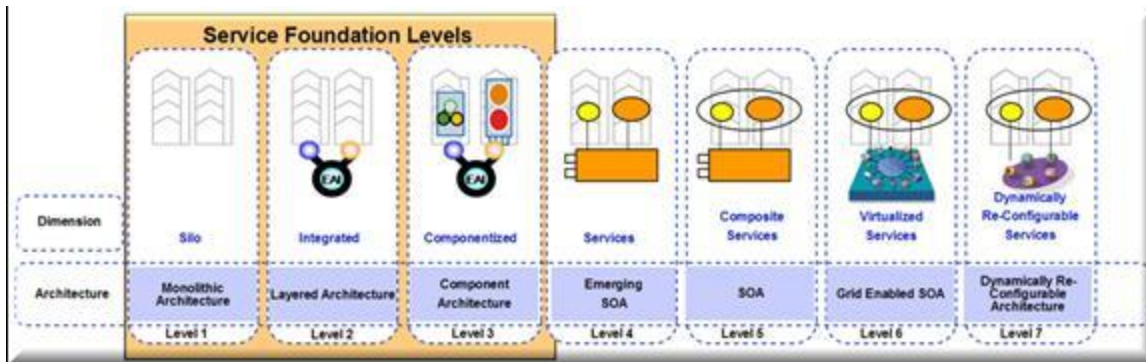 Service Foundation Levels
EAI
EAI
Dimension
Silo
Integrated
Componentized
Services
Composite
Services
Virtualized
Services
Dynamically
Re-Configurable
Services
Architecture
Monolithic
Architecture
Layered Architecture
Component
Architecture
Emerging
SOA
SOA
Grid Enabled SOA
Dynamically Re-
Configurable
Architecture
Level 1
Level 2
Level 3
Level 4
Level 5
Level 6
Level 7